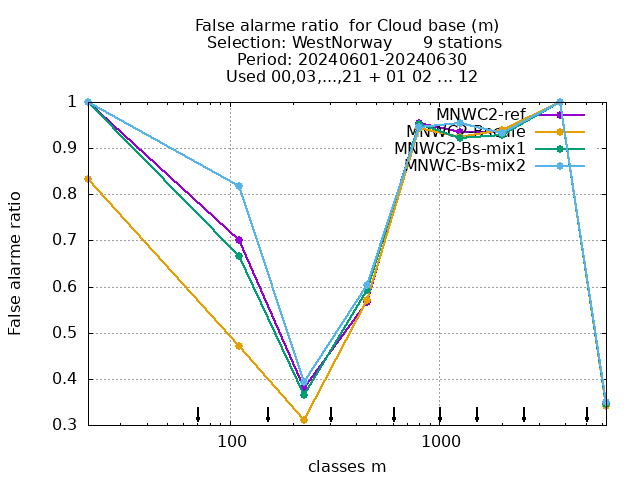 False alarme ratio  for Cloud base (m)
Selection: WestNorway      9 stations
Period: 20240601-20240630
Used 00,03,...,21 + 01 02 ... 12
MNWC2-ref
MNWC2-Bs
MNWC2-Bs-mix1
MNWC-Bs-mix2
False alarme ratio
1
0.9
0.8
0.7
0.6
0.5
0.4
0.3
100
1000
classes m